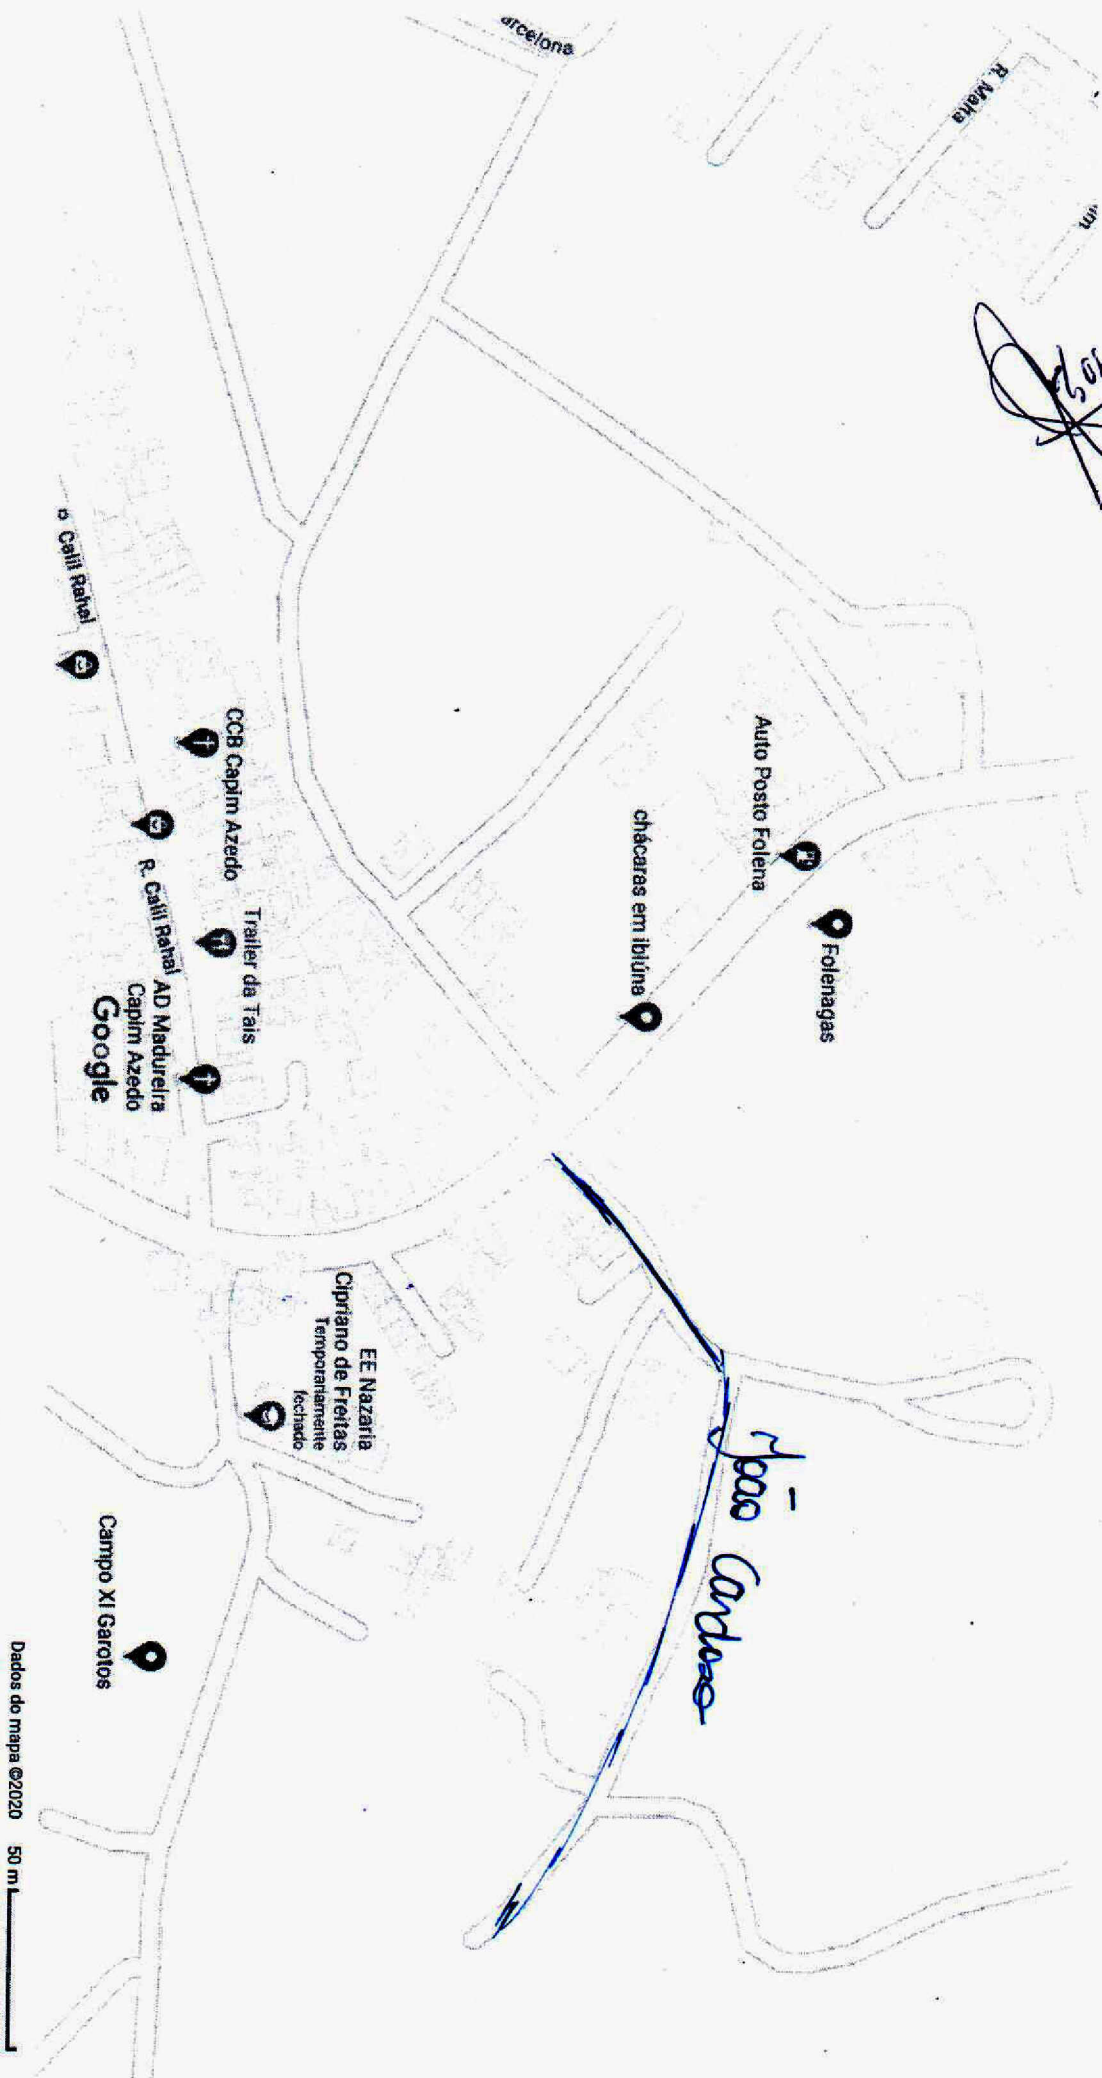 arcelona
R. Malta
Calil Rahal
CCB Capim Azedo
R. Calil Rahal
Trailer da Tais
AD Madureira
Capim Azedo
Google
Auto Posto Folena
Folenagas
chácaras em ibiúna
EE Nazaria
Cipriano de Freitas
Temporariamente
fechado
João Cardoso
Campo XI Garotos
Dados do mapa ©2020 50 m